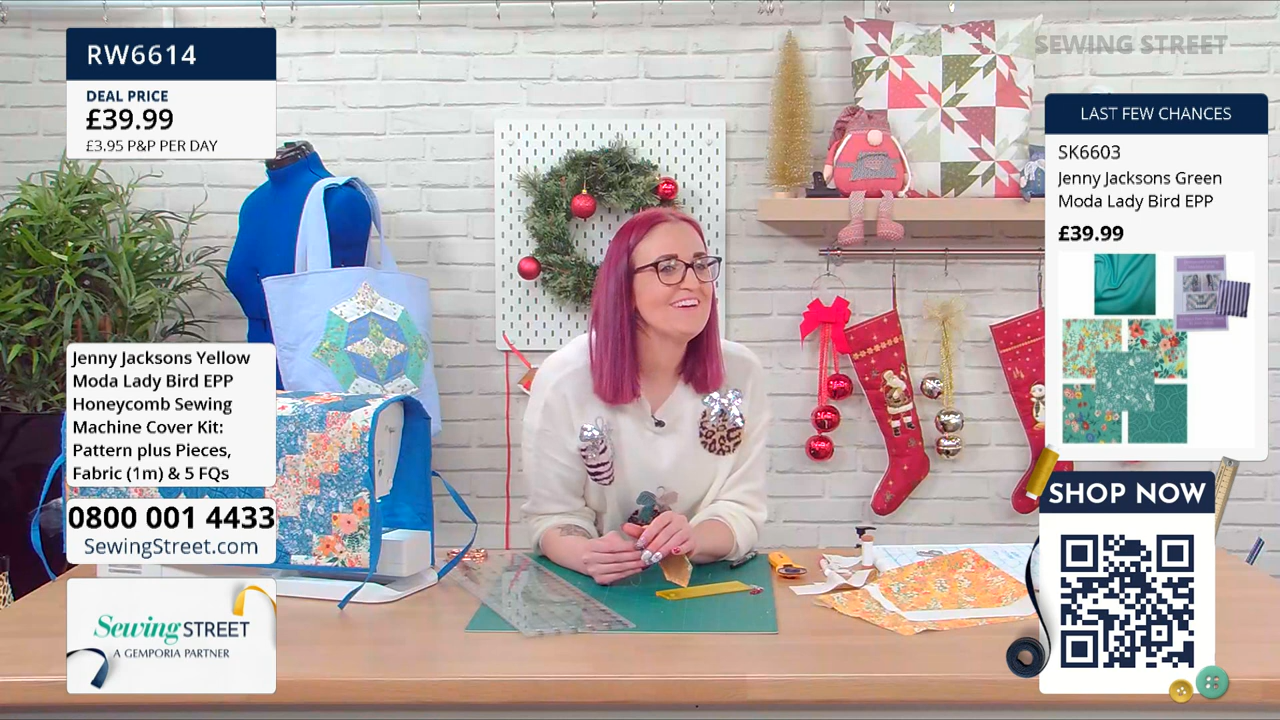 RW6614
DEAL PRICE
£39.99
£3.95 P&P PER DAY
Jenny Jacksons Yellow
Moda Lady Bird EPP
Honeycomb Sewing
Machine Cover Kit:
Pattern plus Pieces,
Fabric (1m) & 5 FQs
0800 001 4433
SewingStreet.com
Sewing STREET
A GEMPORIA PARTNER
SEWING STREET
LAST FEW CHANCES
SK6603
Jenny Jacksons Green
Moda Lady Bird EPP
£39.99
SHOP NOW